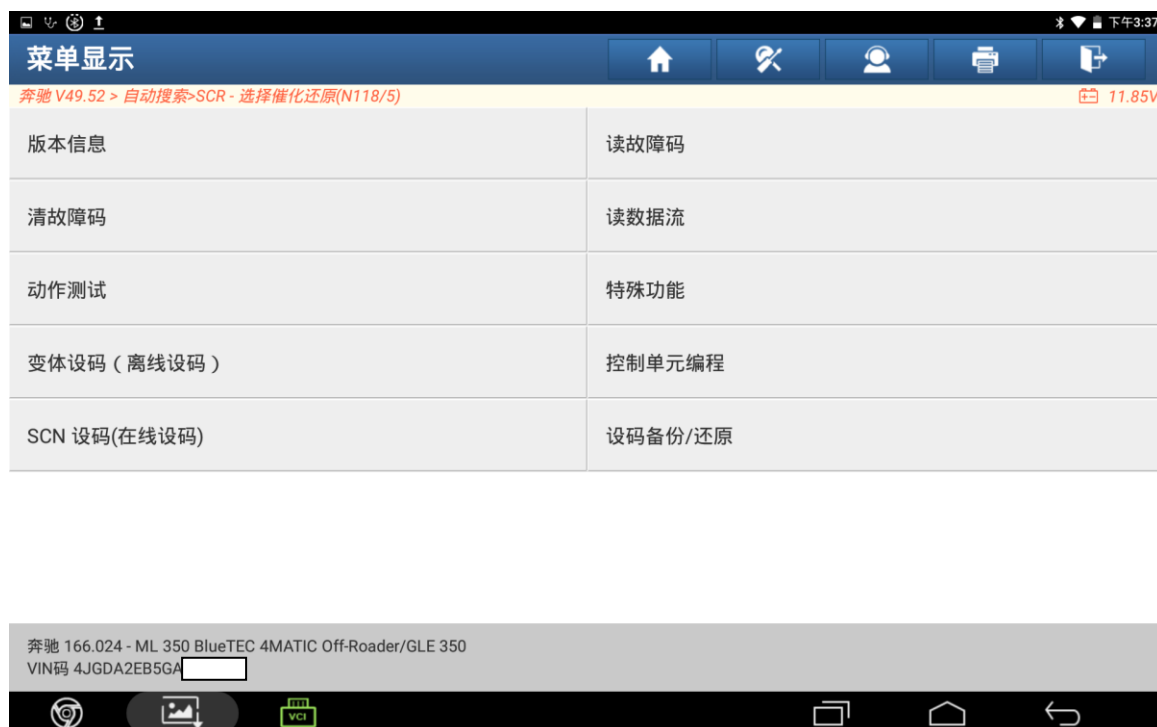 下午3:37
菜单显示
奔驰 V49.52 > 自动搜索>SCR - 选择催化还原(N118/5)
11.85V
版本信息
读故障码
清故障码
读数据流
动作测试
特殊功能
变体设码（离线设码）
控制单元编程
SCN 设码(在线设码)
设码备份/还原
奔驰 166.024 - ML 350 BlueTEC 4MATIC Off-Roader/GLE 350
VIN码 4JGDA2EB5GA
VCI